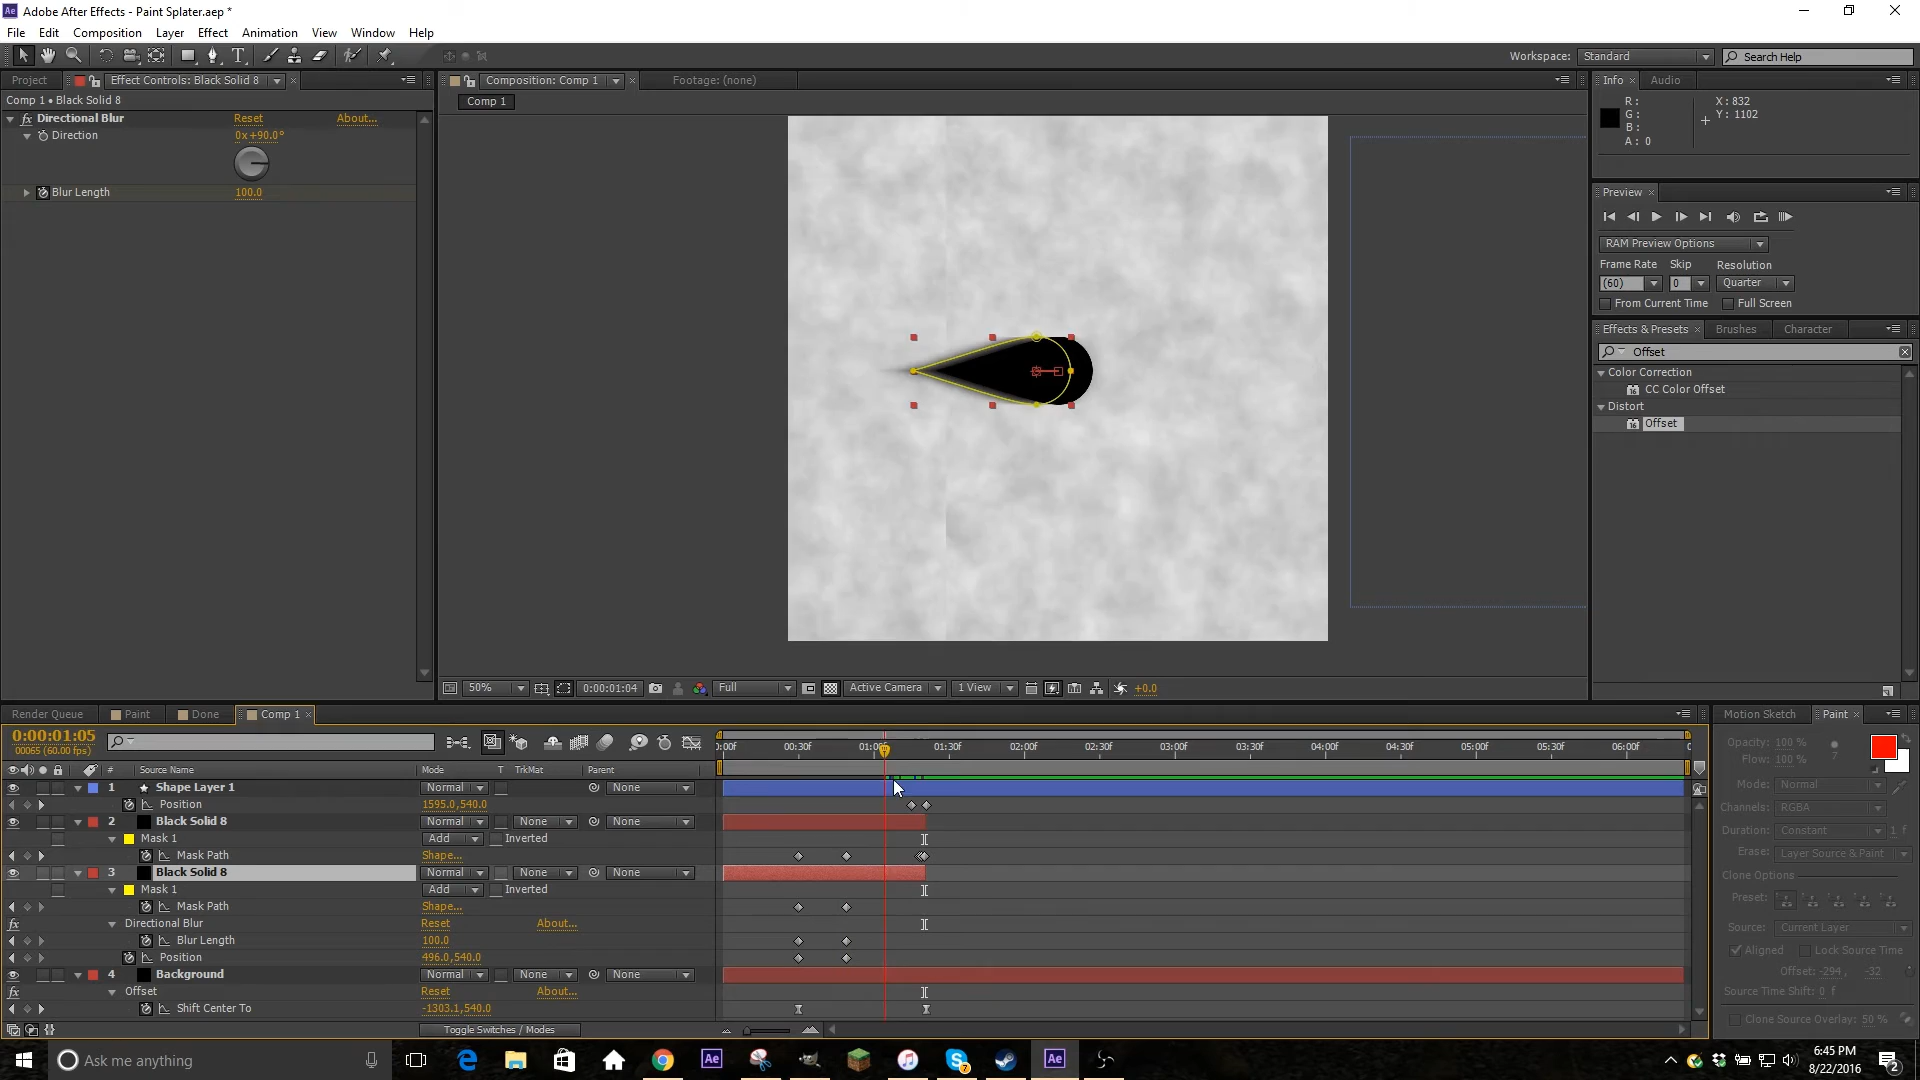 Adobe After Effects - Paint Splater.aep *
File Edit Composition Layer Effect Animation View Window Help
Workspace: Standard Search Help
Project Effect Controls: Black Solid 8
Comp 1 • Black Solid 8
fx Directional Blur Reset About...
Direction 0x+90.0°
Blur Length 100.0
Composition: Comp 1 Footage: (none)
Comp 1
50% 0:00:01:04 Full Active Camera 1 View +0.0
Info Audio
R: X: 832
G: Y: 1102
B:
A: 0
Preview
RAM Preview Options
Frame Rate Skip Resolution
(60) 0 Quarter
From Current Time Full Screen
Effects & Presets Brushes Character
Offset
Color Correction
CC Color Offset
Distort
Offset
Render Queue Paint Done Comp 1
0:00:01:05
00065 (60.00 fps)
# Source Name Mode T TrkMat Parent
0:00f 00:30f 01:00f 01:30f 02:00f 02:30f 03:00f 03:30f 04:00f 04:30f 05:00f 05:30f 06:00f
1 Shape Layer 1 Normal None
Position 1595.0,540.0
2 Black Solid 8 Normal None None
Mask 1 Add Inverted
Mask Path Shape...
3 Black Solid 8 Normal None None
Mask 1 Add Inverted
Mask Path Shape...
fx Directional Blur Reset About...
Blur Length 100.0
Position 496.0,540.0
4 Background Normal None None
fx Offset Reset About...
Shift Center To -1303.1,540.0
Toggle Switches / Modes
Motion Sketch Paint
Opacity: 100 %
Flow: 100 %
Mode: Normal
Channels: RGBA
Duration: Constant 1 f
Erase: Layer Source & Paint
Clone Options
Preset:
Source: Current Layer
Aligned Lock Source Time
Offset: -294 , -32
Source Time Shift: 0 f
Clone Source Overlay: 50 %
Ask me anything
6:45 PM
8/22/2016